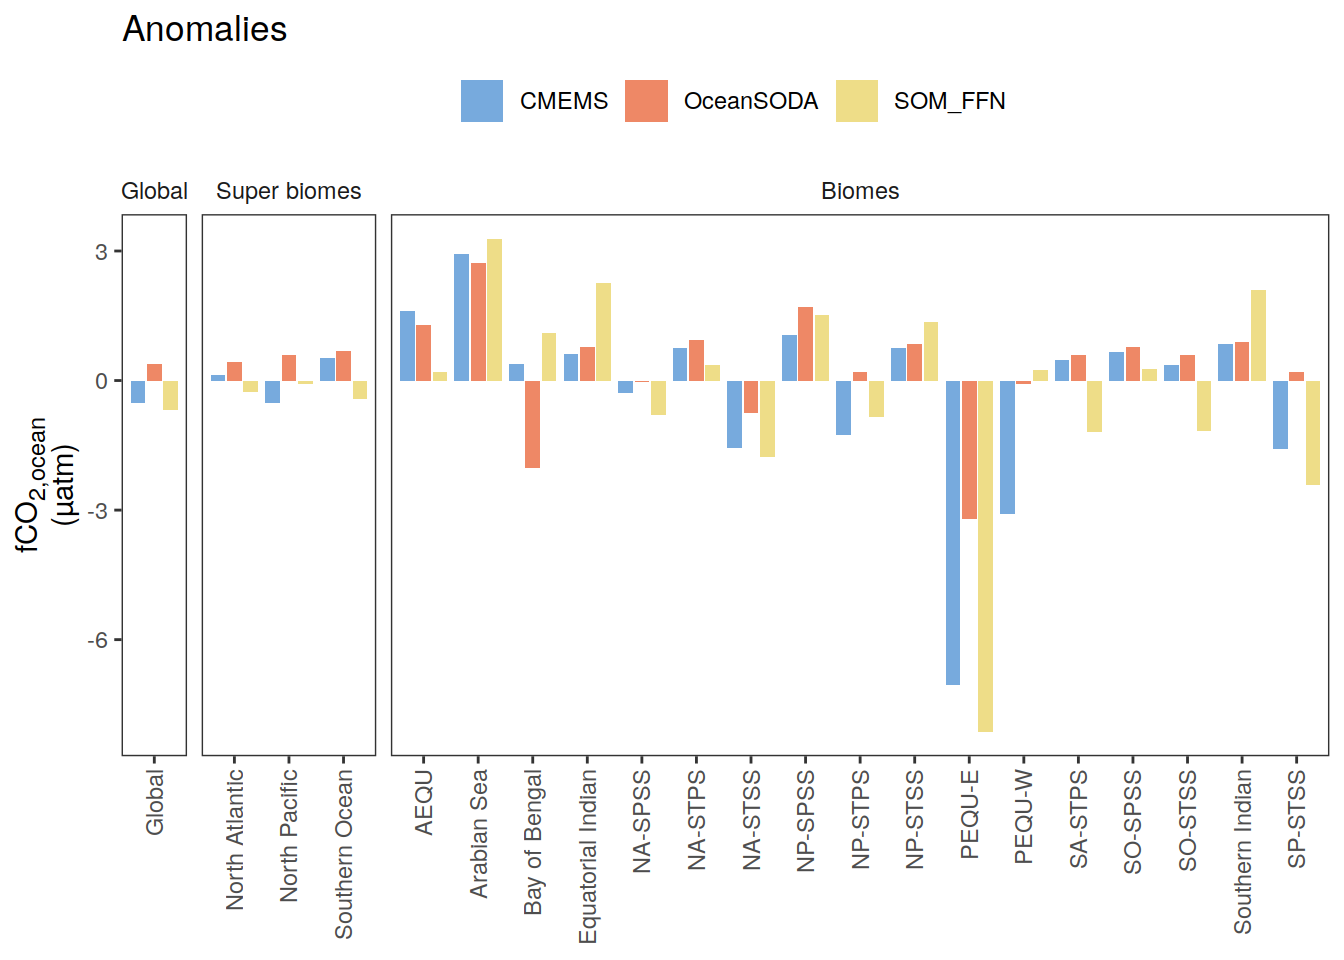 Anomalies
CMEMS OceanSODA SOM_FFN
Global Super biomes Biomes
3
0
-3
-6
fCO2,ocean
(µatm)
Global
North Atlantic
North Pacific
Southern Ocean
AEQU
Arabian Sea
Bay of Bengal
Equatorial Indian
NA-SPSS
NA-STPS
NA-STSS
NP-SPSS
NP-STPS
NP-STSS
PEQU-E
PEQU-W
SA-STPS
SO-SPSS
SO-STSS
Southern Indian
SP-STSS